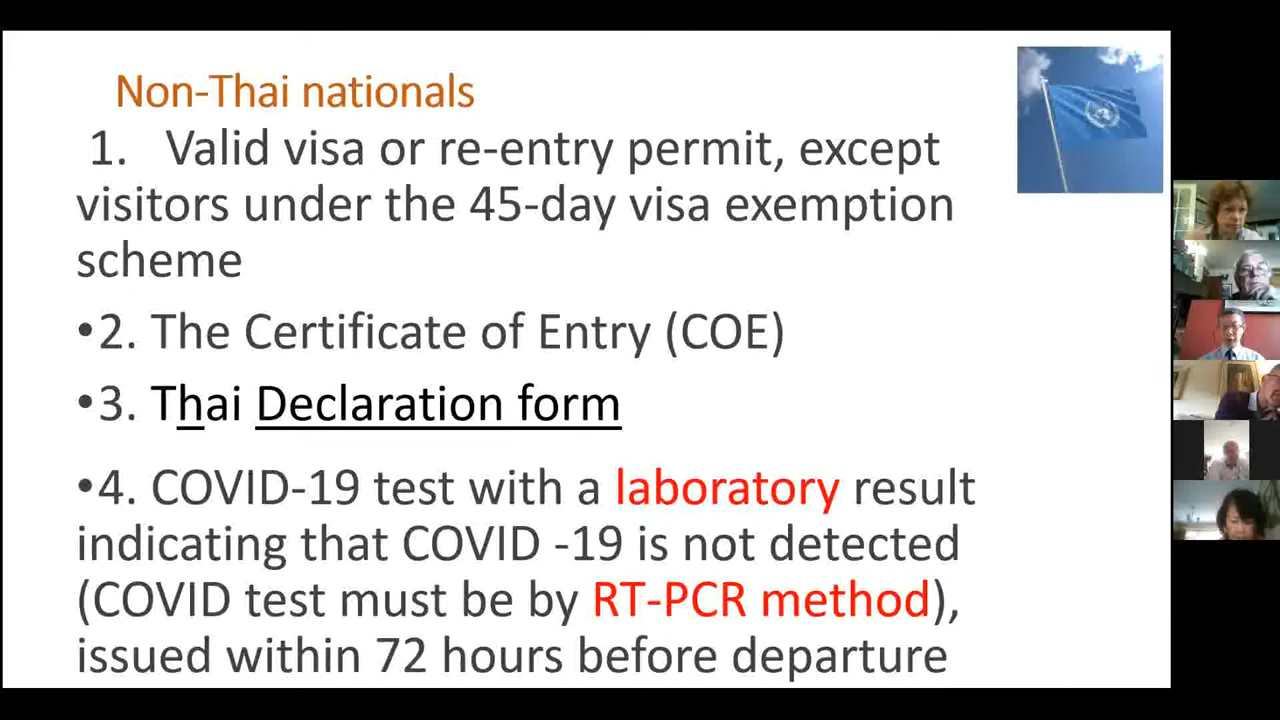 Non-Thai nationals
1. Valid visa or re-entry permit, except
visitors under the 45-day visa exemption
scheme
•2. The Certificate of Entry (COE)
•3. Thai Declaration form
•4. COVID-19 test with a laboratory result
indicating that COVID -19 is not detected
(COVID test must be by RT-PCR method),
issued within 72 hours before departure